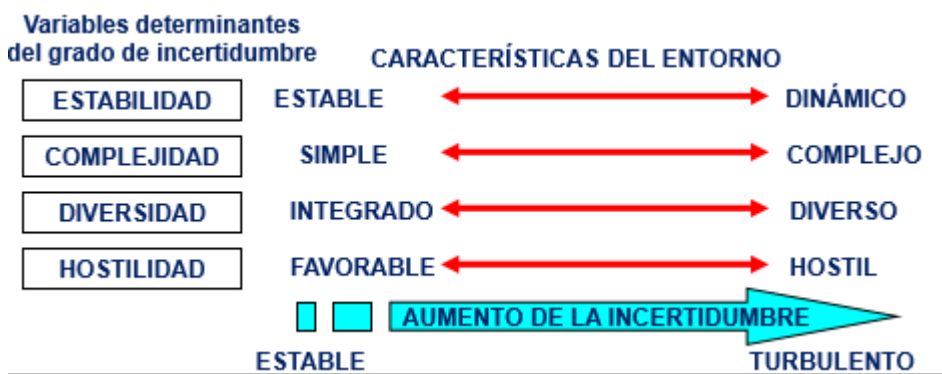 Variables determinantes
del grado de incertidumbre
CARACTERÍSTICAS DEL ENTORNO
ESTABILIDAD ESTABLE DINÁMICO
COMPLEJIDAD SIMPLE COMPLEJO
DIVERSIDAD INTEGRADO DIVERSO
HOSTILIDAD FAVORABLE HOSTIL
AUMENTO DE LA INCERTIDUMBRE
ESTABLE TURBULENTO